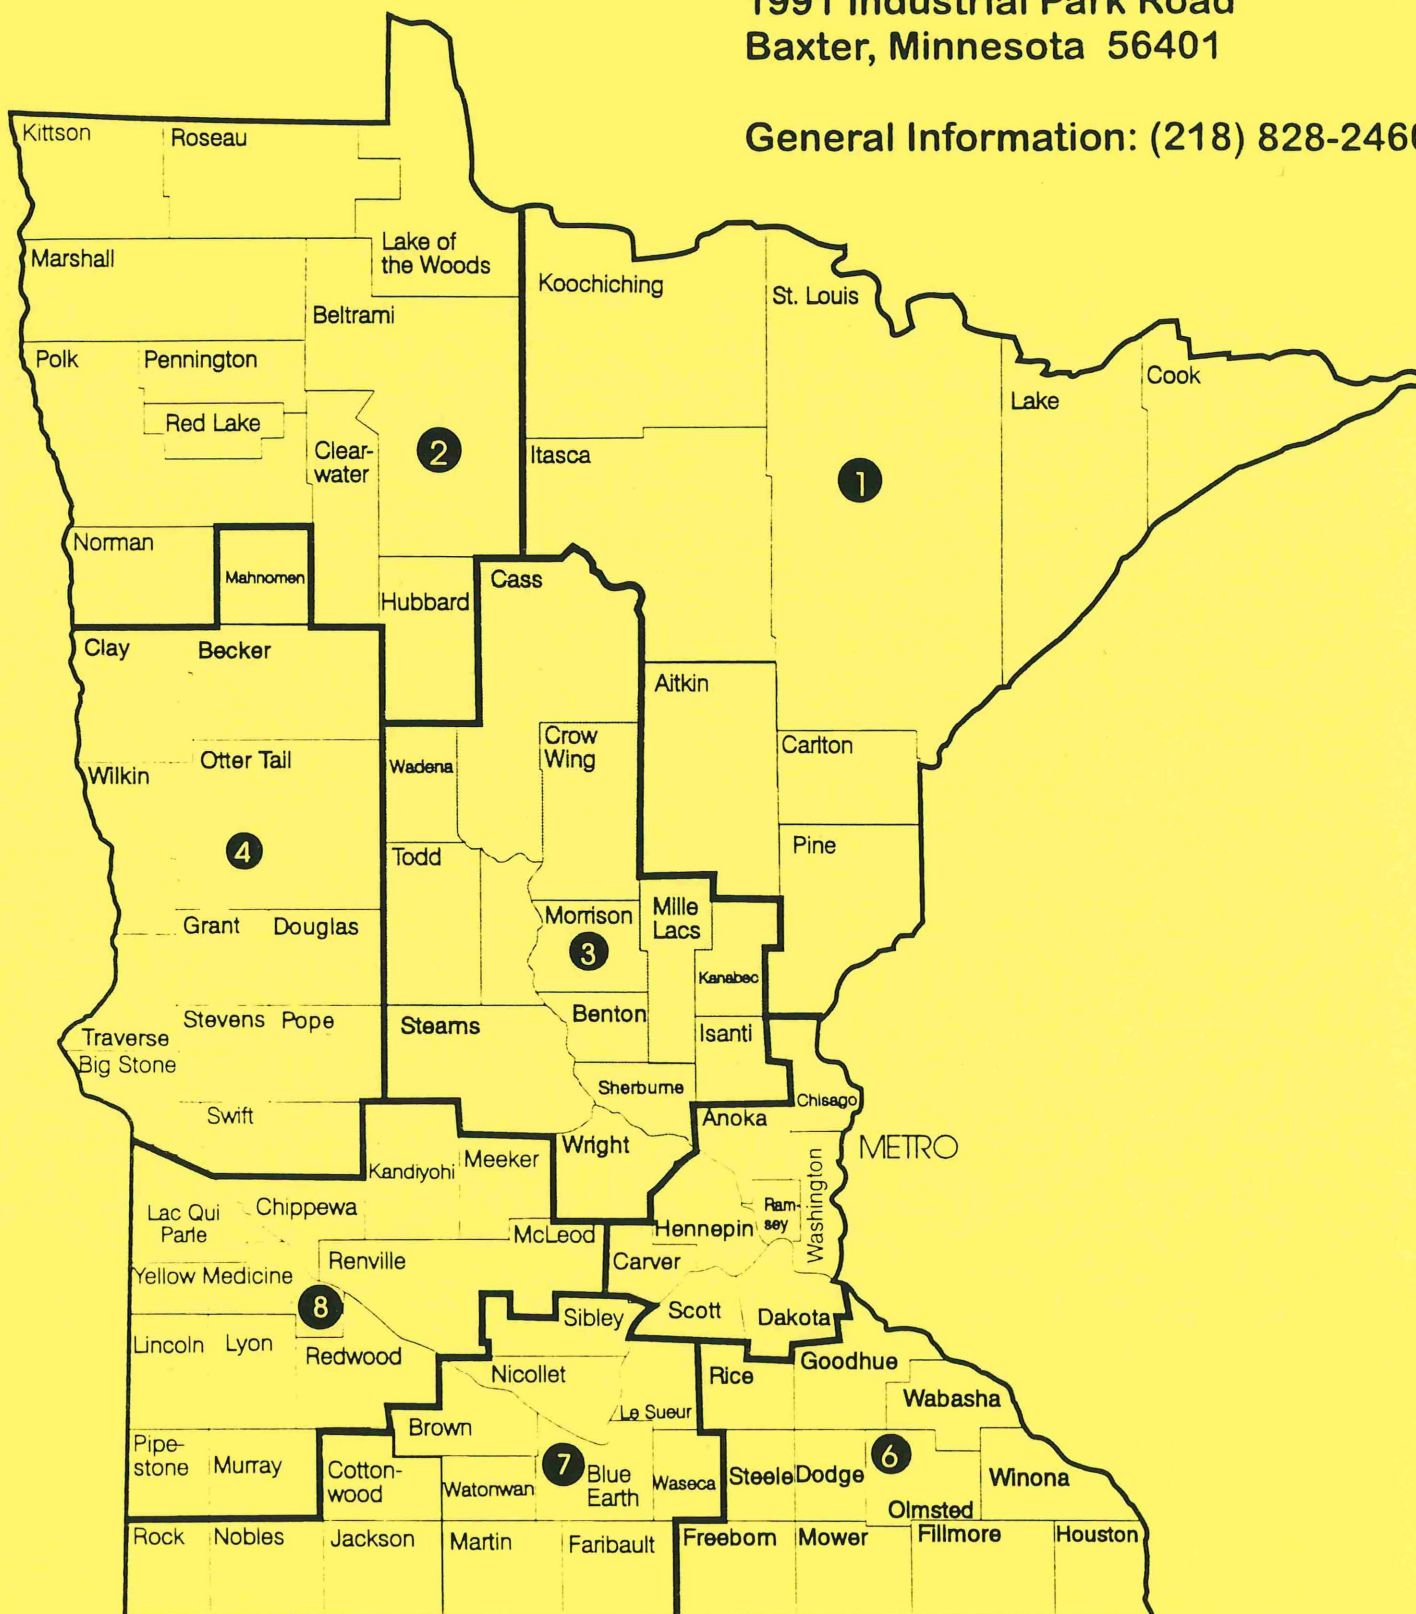 1991 Industrial Park Road
Baxter, Minnesota 56401
General Information: (218) 828-2460
Kittson
Roseau
Lake of
the Woods
Marshall
Koochiching
St. Louis
Beltrami
Polk
Pennington
Cook
Lake
Red Lake
Clear-
water
2
Itasca
1
Norman
Mahnomen
Cass
Hubbard
Clay
Becker
Aitkin
Crow
Wing
Carlton
Otter Tail
Wadena
Wilkin
4
Todd
Pine
Grant
Douglas
Morrison
Mille
Lacs
3
Kanabec
Stevens
Pope
Stearns
Benton
Isanti
Traverse
Big Stone
Sherburne
Chisago
Swift
Anoka
Wright
METRO
Kandiyohi
Meeker
Washington
Lac Qui
Parle
Chippewa
Ram-
sey
McLeod
Hennepin
Renville
Carver
Yellow Medicine
8
Sibley
Scott
Dakota
Lincoln
Lyon
Redwood
Goodhue
Nicollet
Rice
Wabasha
Le Sueur
Brown
Pipe-
stone
Murray
Cotton-
wood
Watonwan
7
Blue
Earth
Waseca
Steele
Dodge
6
Winona
Olmsted
Rock
Nobles
Jackson
Martin
Faribault
Freeborn
Mower
Fillmore
Houston